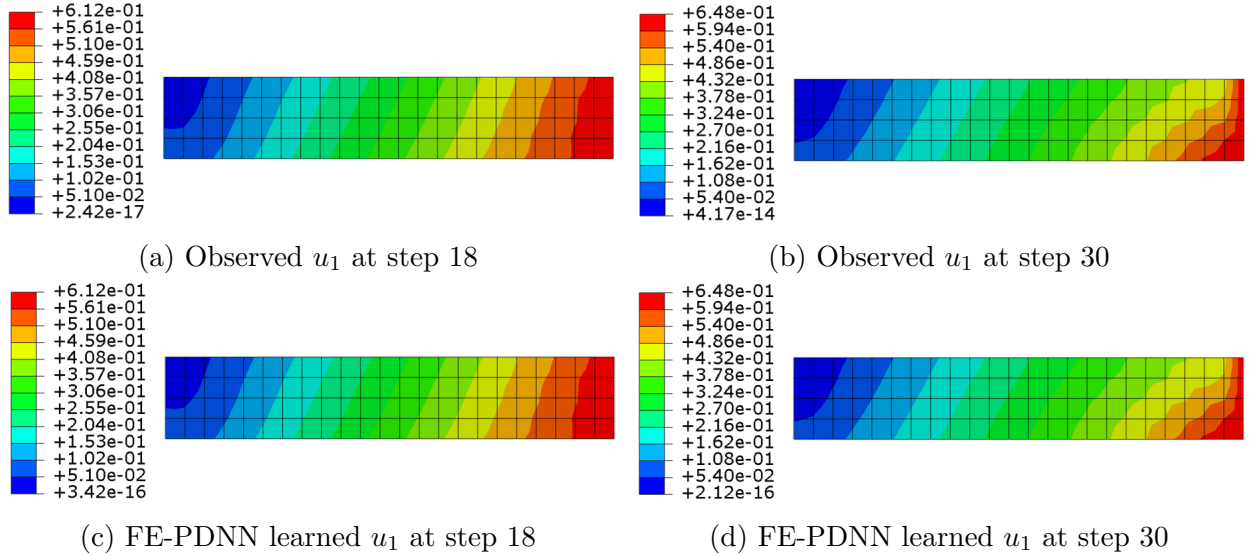 +6.12e-01
+5.61e-01
+5.10e-01
+4.59e-01
+4.08e-01
+3.57e-01
+3.06e-01
+2.55e-01
+2.04e-01
+1.53e-01
+1.02e-01
+5.10e-02
+2.42e-17
(a) Observed u₁ at step 18
+6.48e-01
+5.40e-01
+4.86e-01
+4.32e-01
+3.78e-01
+3.24e-01
+2.70e-01
+2.16e-01
+1.62e-01
+1.08e-01
+5.40e-02
+4.17e-14
(b) Observed u₁ at step 30
+6.12e-01
+5.61e-01
+5.10e-01
+4.59e-01
+4.08e-01
+3.57e-01
+3.06e-01
+2.55e-01
+2.04e-01
+1.53e-01
+1.02e-01
+5.10e-02
+3.42e-16
(c) FE-PDNN learned u₁ at step 18
+6.48e-01
+5.94e-01
+5.40e-01
+4.86e-01
+4.32e-01
+3.78e-01
+3.24e-01
+2.70e-01
+2.16e-01
+1.62e-01
+1.08e-01
+5.40e-02
+2.12e-16
(d) FE-PDNN learned u₁ at step 30